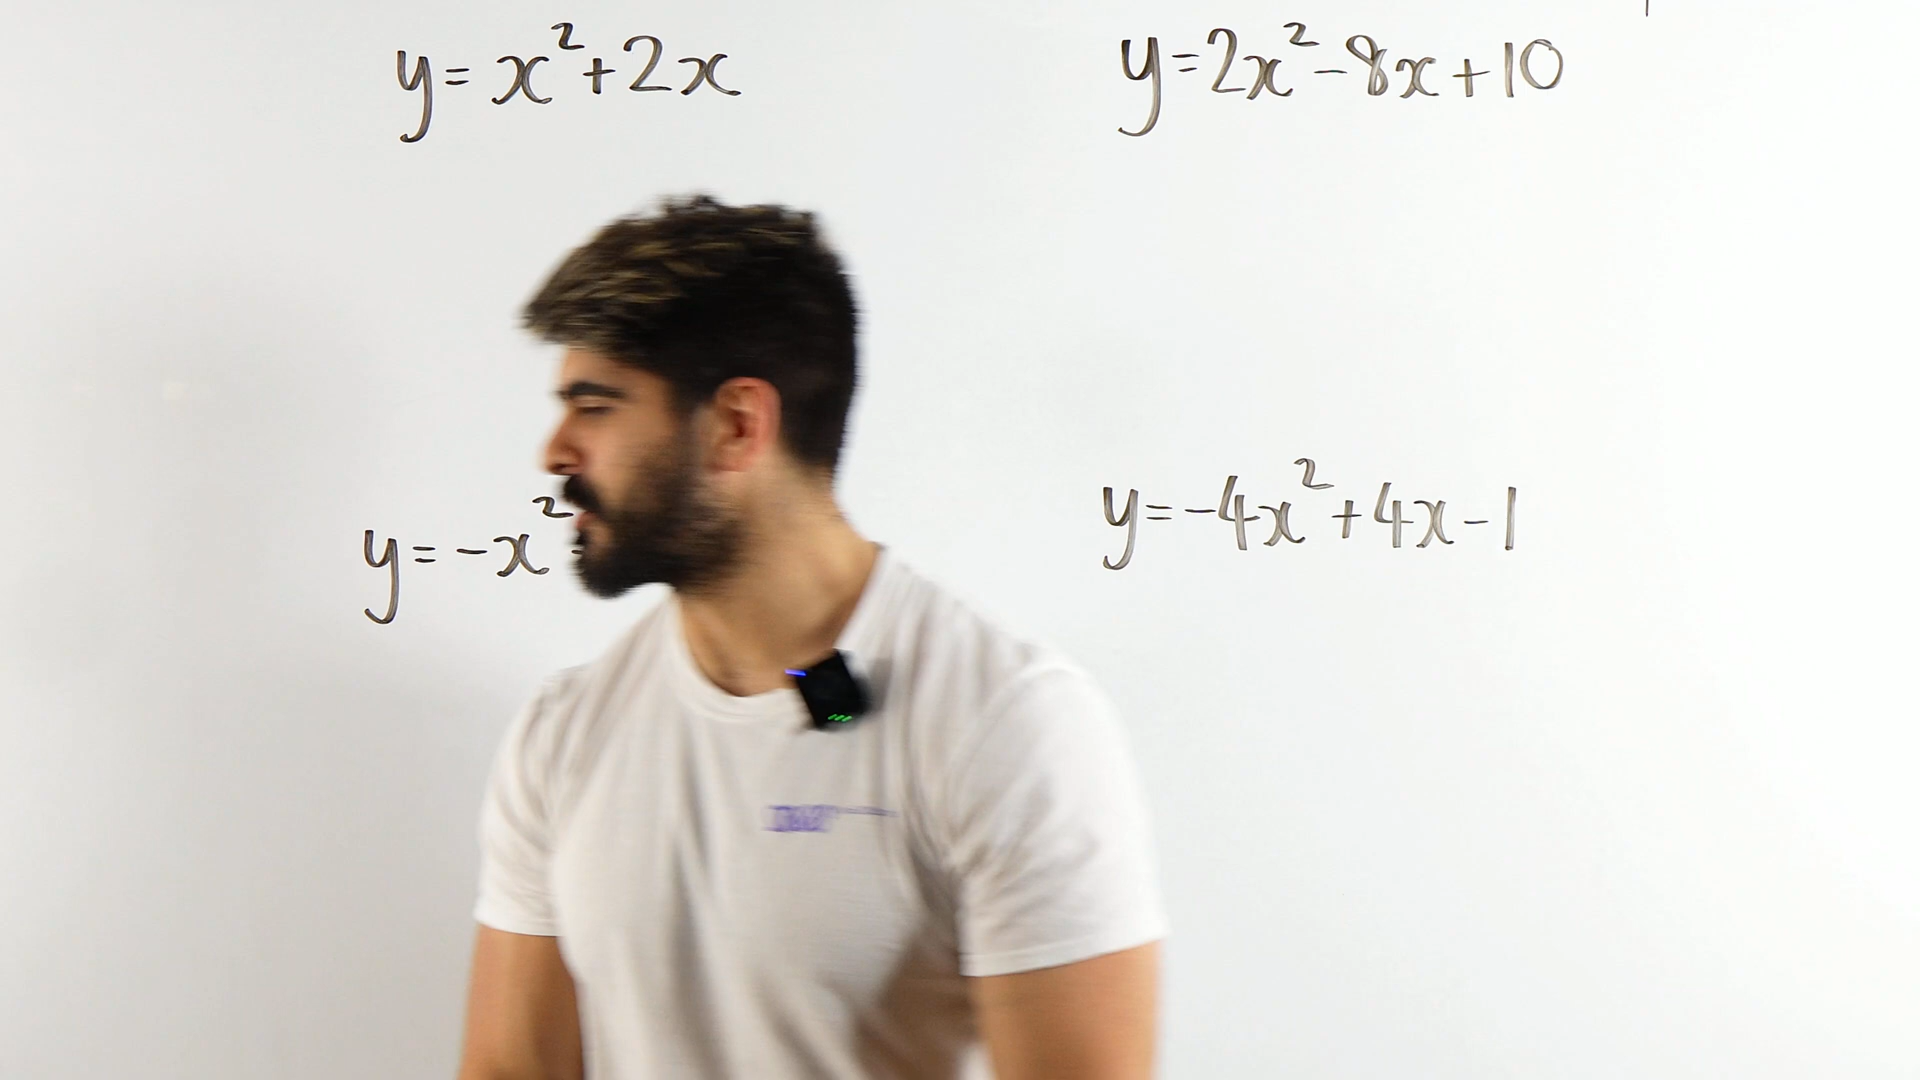 y = x² + 2x
y = 2x² - 8x + 10
y = -x²
y = -4x² + 4x - 1